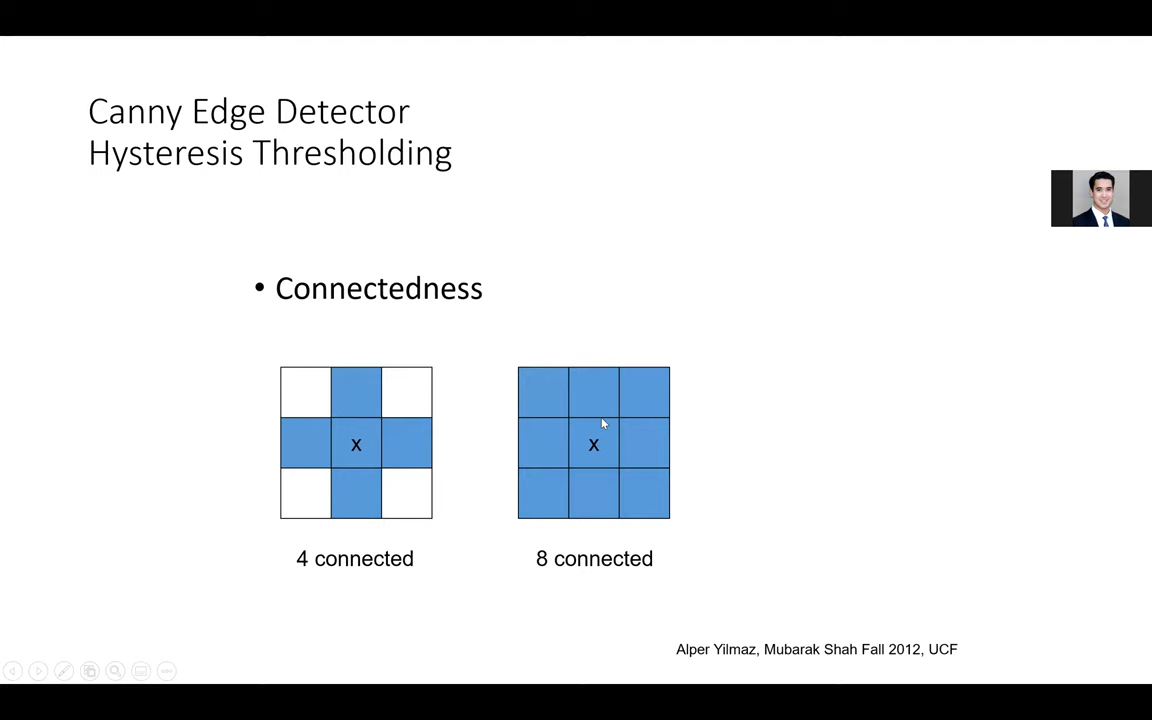 Canny Edge Detector
Hysteresis Thresholding
• Connectedness
x
x
4 connected
8 connected
Alper Yilmaz, Mubarak Shah Fall 2012, UCF